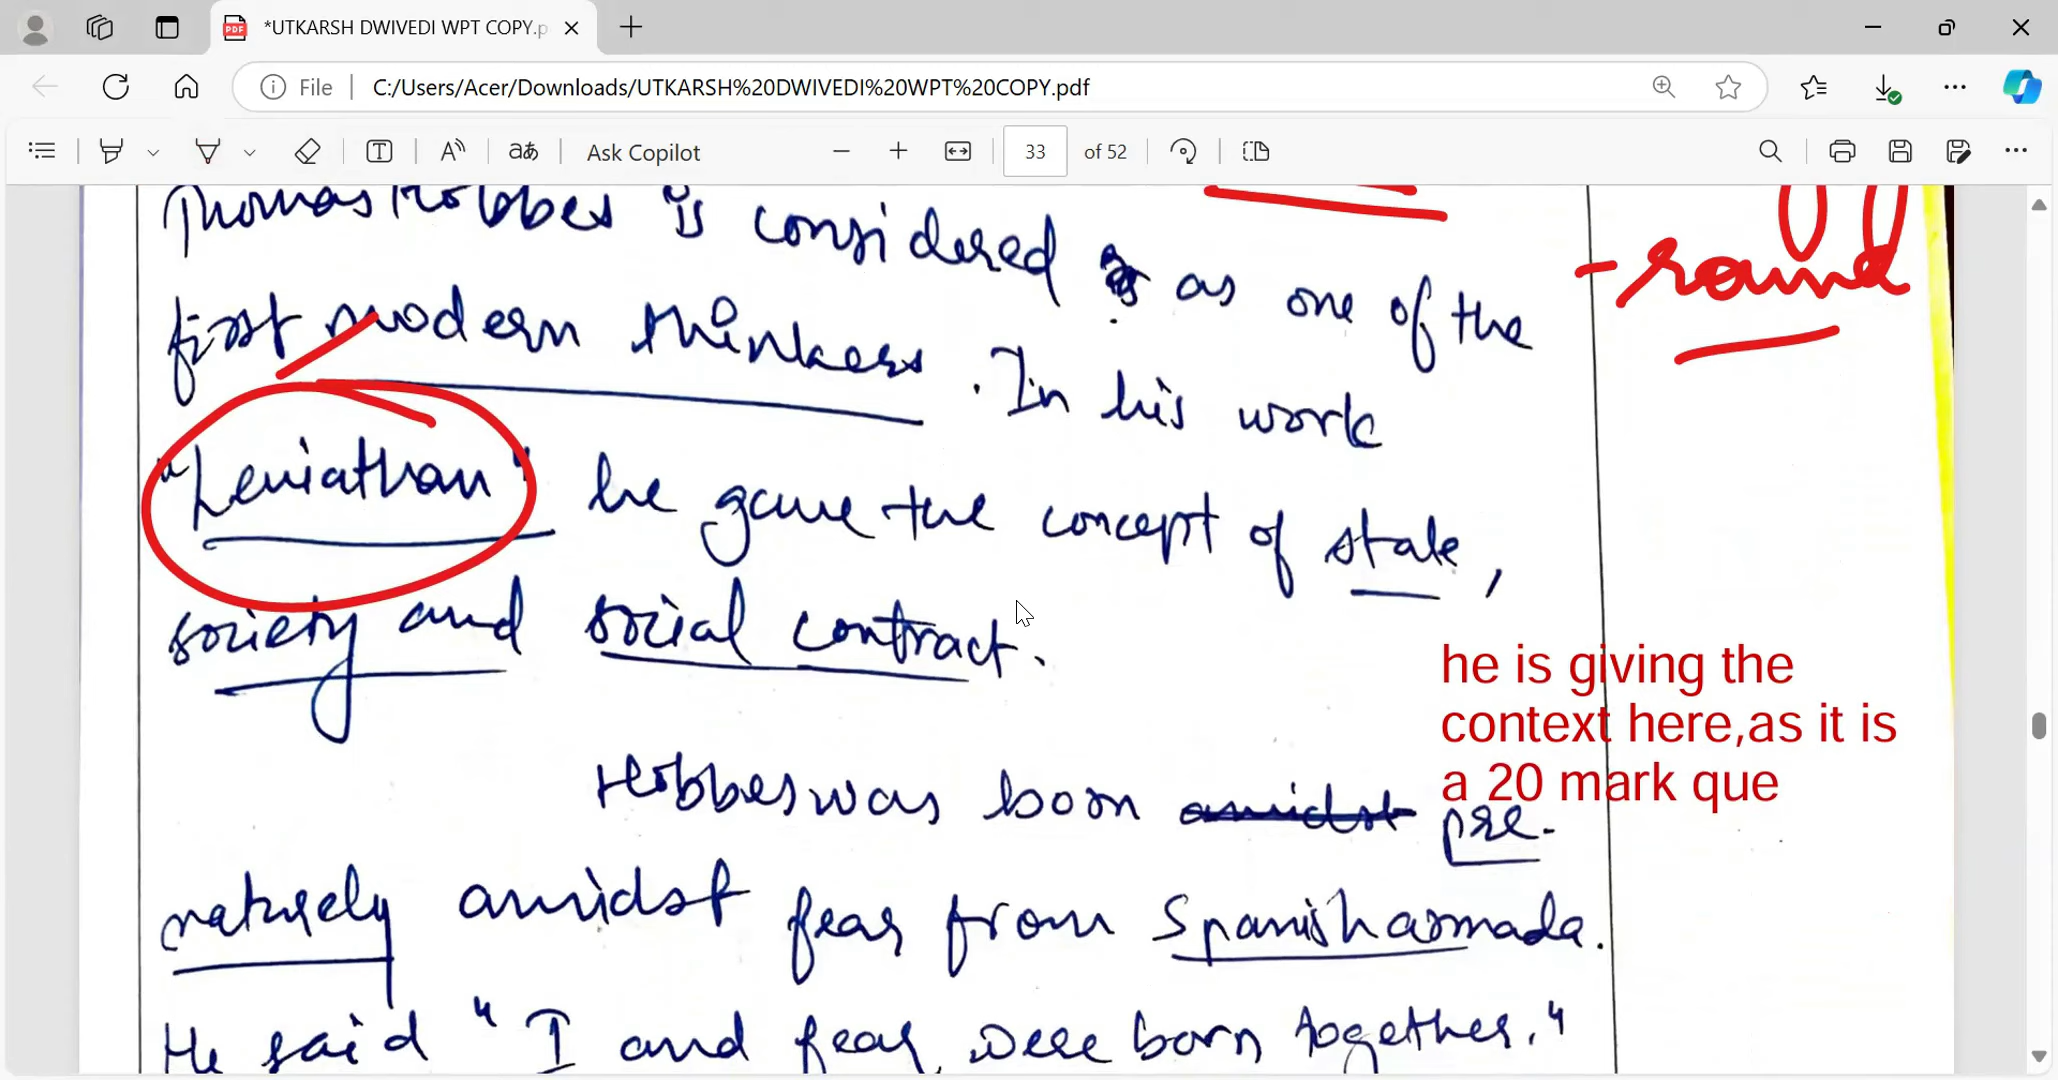 *UTKARSH DWIVEDI WPT COPY.p
File C:/Users/Acer/Downloads/UTKARSH%20DWIVEDI%20WPT%20COPY.pdf
Ask Copilot 33 of 52
Thomas Hobbes is considered as one of the
first modern thinkers. In his work
"Leviathan" he gave the concept of state,
society and social contract.
Hobbes was born amidst pre-
maturely amidst fear from Spanish armada.
He said "I and fear were born together."
-round
he is giving the
context here,as it is
a 20 mark que